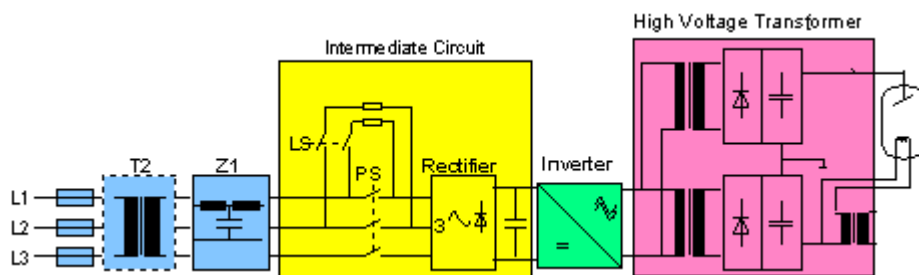 High Voltage Transformer
Intermediate Circuit
LS
T2
Z1
PS
Rectifier
Inverter
L1
L2
L3
3
=